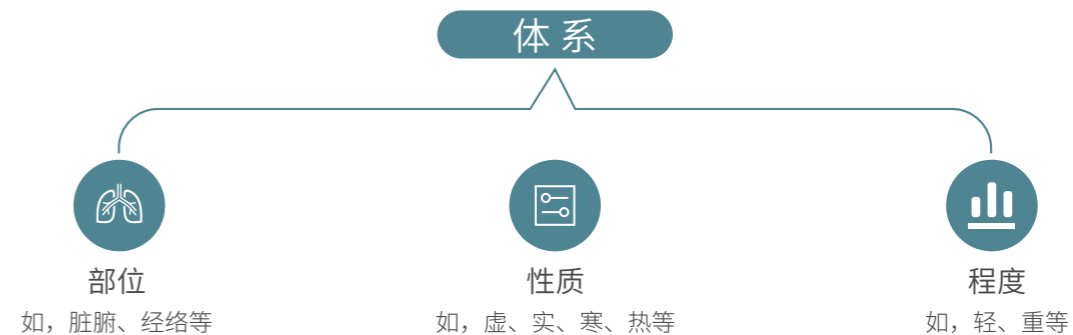 体系
部位
如，脏腑、经络等
性质
如，虚、实、寒、热等
程度
如，轻、重等